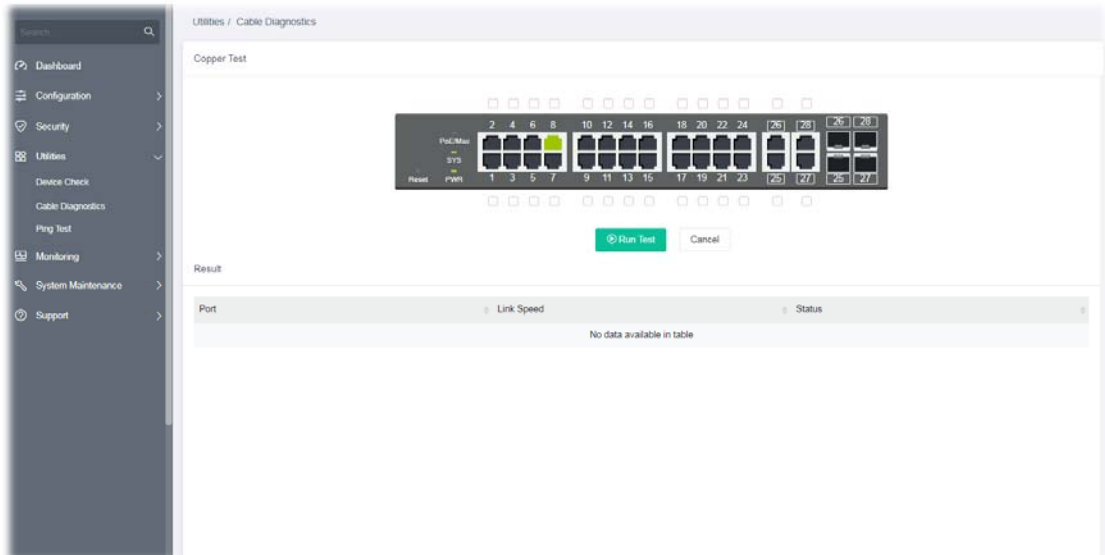 Search
Utilities / Cable Diagnostics
Copper Test
Dashboard
Configuration
Security
Utilities
Device Check
Cable Diagnostics
Ping Test
Monitoring
System Maintenance
Support
2 4 6 8 10 12 14 16 18 20 22 24 26 28 26 28
PoE/Max
SYS
Reset PWR 1 3 5 7 9 11 13 15 17 19 21 23 25 27 25 27
Run Test Cancel
Result
Port Link Speed Status
No data available in table